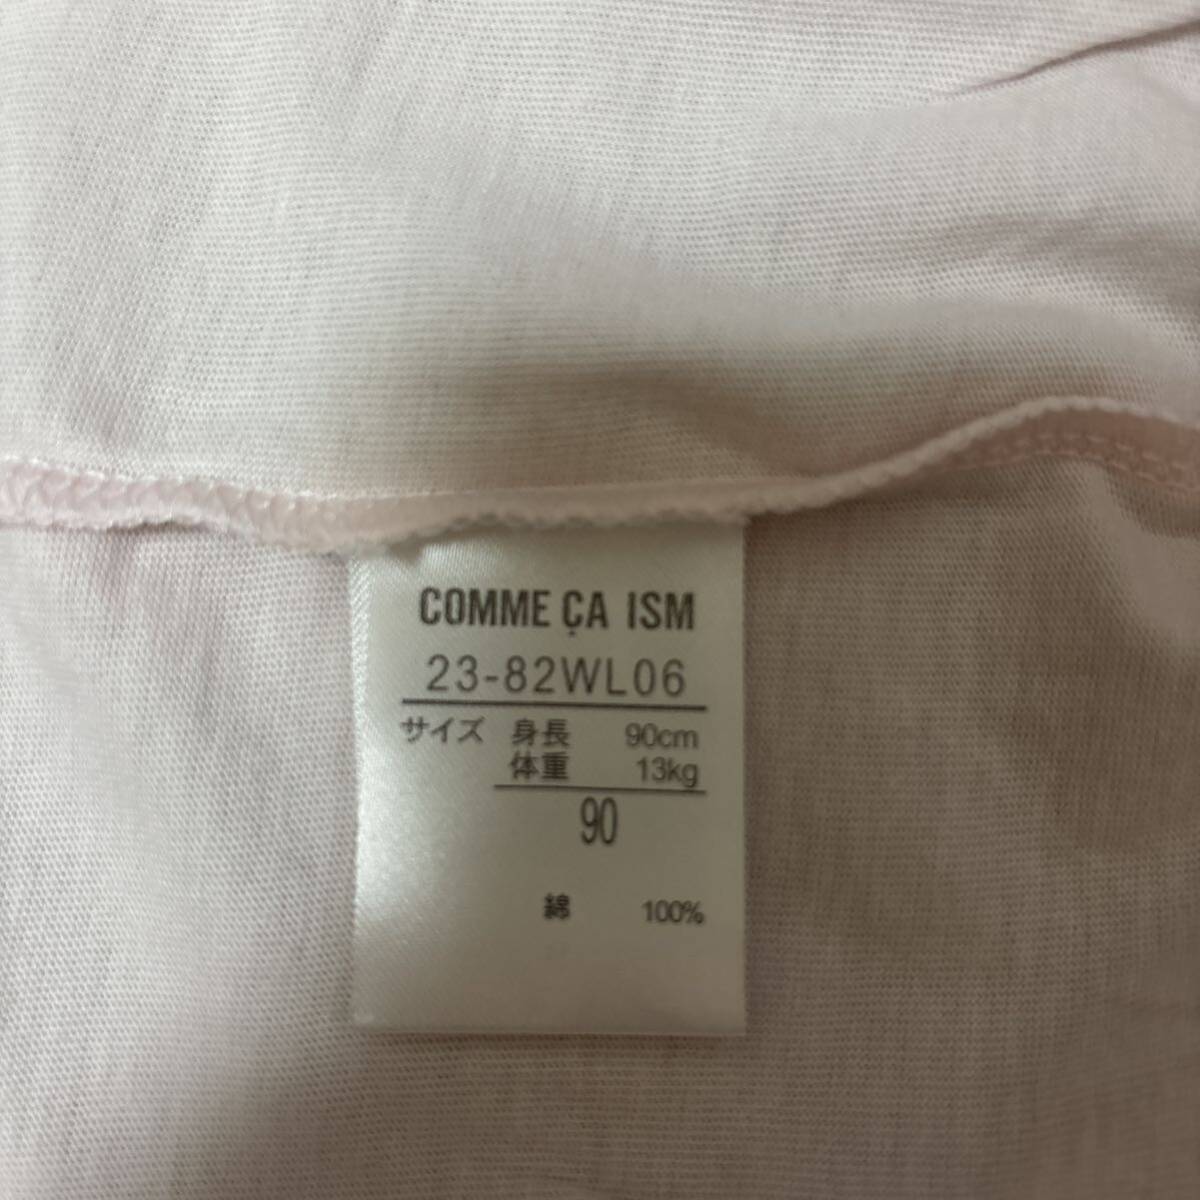 COMME ÇA ISM
23-82WL06
サイズ 身長 90cm
体重 13kg
90
綿 100%